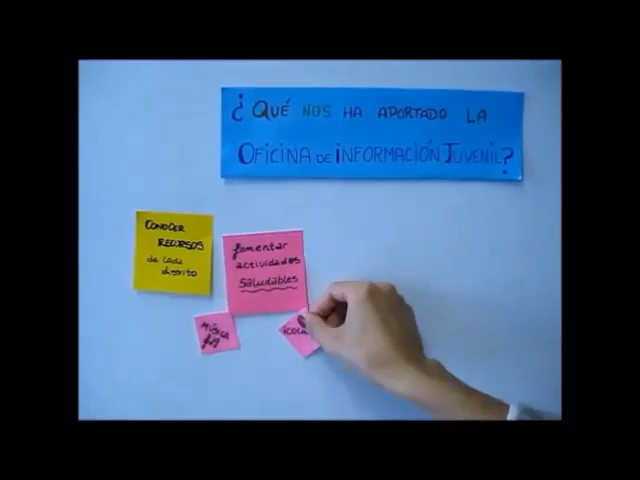 ¿QUÉ NOS HA APORTADO LA
OFICINA DE INFORMACIÓN JUVENIL?
CONOCER
RECURSOS
de cada
distrito
fomentar
actividades
saludables
MÚSICA